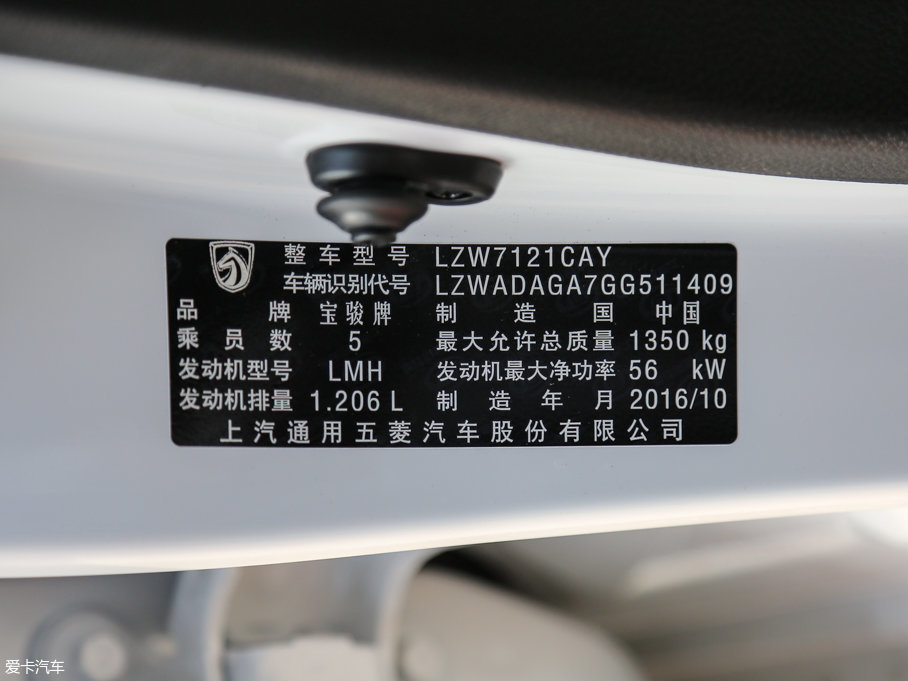 整车型号 LZW7121CAY
车辆识别代号 LZWADAGA7GG511409
品牌 宝骏牌 制造国 中国
乘员数 5 最大允许总质量 1350 kg
发动机型号 LMH 发动机最大净功率 56 kW
发动机排量 1.206 L 制造年月 2016/10
上汽通用五菱汽车股份有限公司
爱卡汽车